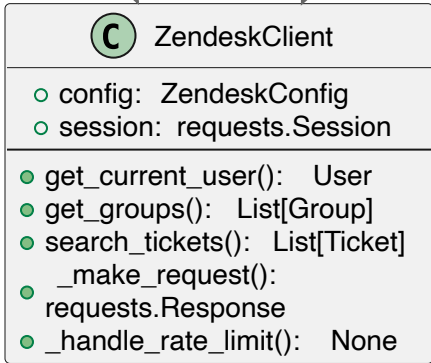 C ZendeskClient
config: ZendeskConfig
session: requests.Session
get_current_user(): User
get_groups(): List[Group]
search_tickets(): List[Ticket]
_make_request():
requests.Response
_handle_rate_limit(): None